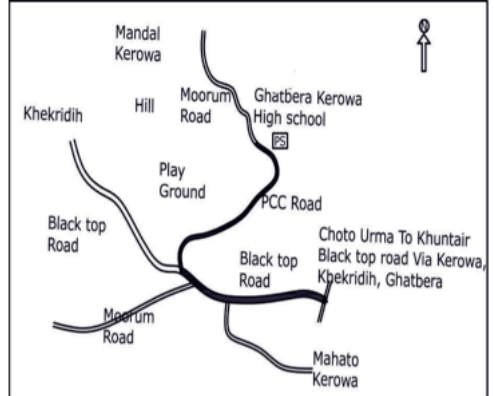 Mandal
Kerowa
N
Khekridih
Hill
Moorum
Road
Ghatbera Kerowa
High school
PS
Play
Ground
PCC Road
Black top
Road
Black top
Road
Choto Urma To Khuntair
Black top road Via Kerowa,
Khekridih, Ghatbera
Moorum
Road
Mahato
Kerowa